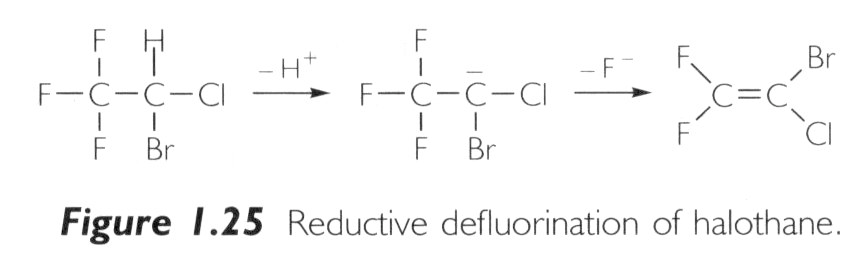 F H F
– H⁺ – F⁻ F Br
F–C–C–Cl F–C–C̄–Cl C=C
F Br F Br F Cl
Figure 1.25 Reductive defluorination of halothane.